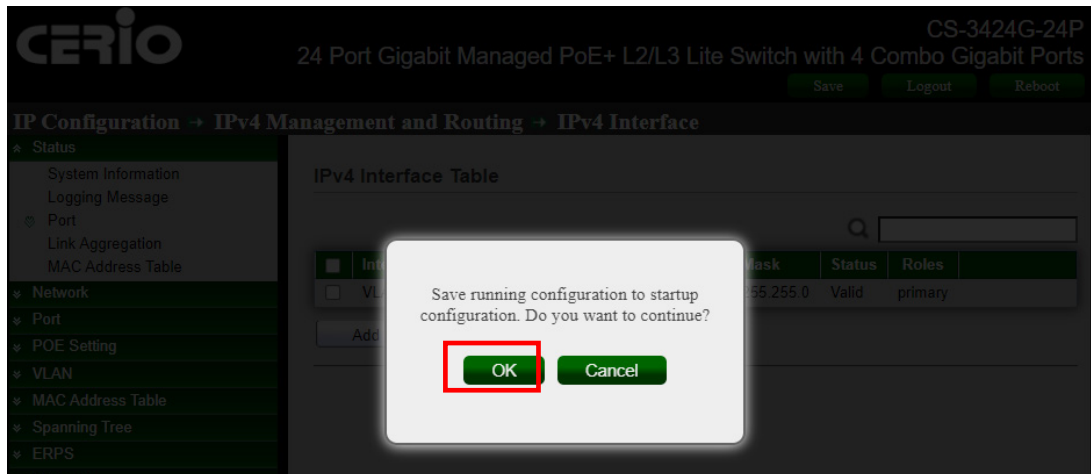 CERIO
CS-3424G-24P
24 Port Gigabit Managed PoE+ L2/L3 Lite Switch with 4 Combo Gigabit Ports
Save Logout Reboot
IP Configuration → IPv4 Management and Routing → IPv4 Interface
Status
System Information
Logging Message
Port
Link Aggregation
MAC Address Table
Network
Port
POE Setting
VLAN
MAC Address Table
Spanning Tree
ERPS
IPv4 Interface Table
Status Roles
Valid primary
Add
Save running configuration to startup
configuration. Do you want to continue?
OK Cancel